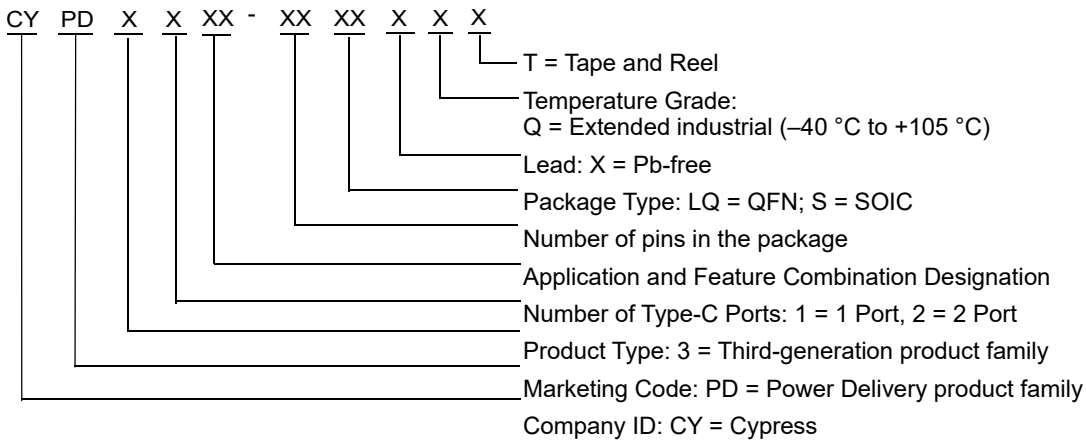 CY PD X X XX - XX XX X X X
T = Tape and Reel
Temperature Grade:
Q = Extended industrial (–40 °C to +105 °C)
Lead: X = Pb-free
Package Type: LQ = QFN; S = SOIC
Number of pins in the package
Application and Feature Combination Designation
Number of Type-C Ports: 1 = 1 Port, 2 = 2 Port
Product Type: 3 = Third-generation product family
Marketing Code: PD = Power Delivery product family
Company ID: CY = Cypress